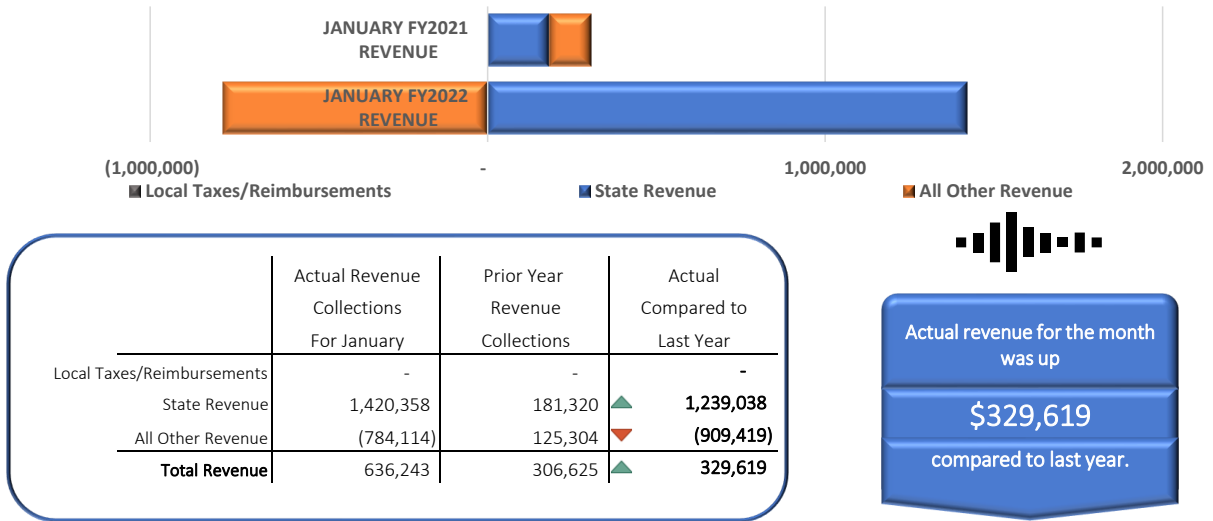 JANUARY FY2021
REVENUE
JANUARY FY2022
REVENUE
(1,000,000) - 1,000,000 2,000,000
Local Taxes/Reimbursements State Revenue All Other Revenue
Actual Revenue Prior Year Actual
Collections Revenue Compared to
For January Collections Last Year
Local Taxes/Reimbursements - - -
State Revenue 1,420,358 181,320 1,239,038
All Other Revenue (784,114) 125,304 (909,419)
Total Revenue 636,243 306,625 329,619
Actual revenue for the month
was up
$329,619
compared to last year.